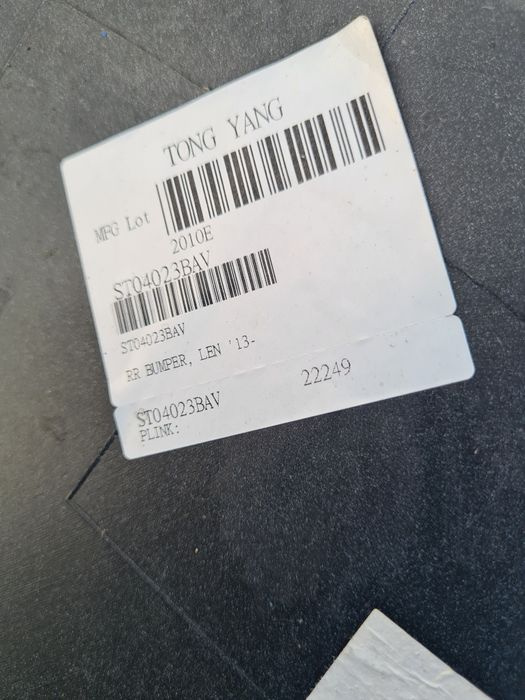 TONG YANG
MFG Lot
2010E
ST04023BAV
ST04023BAV
RR BUMPER, LEN '13-
ST04023BAV 22249
PLINK: